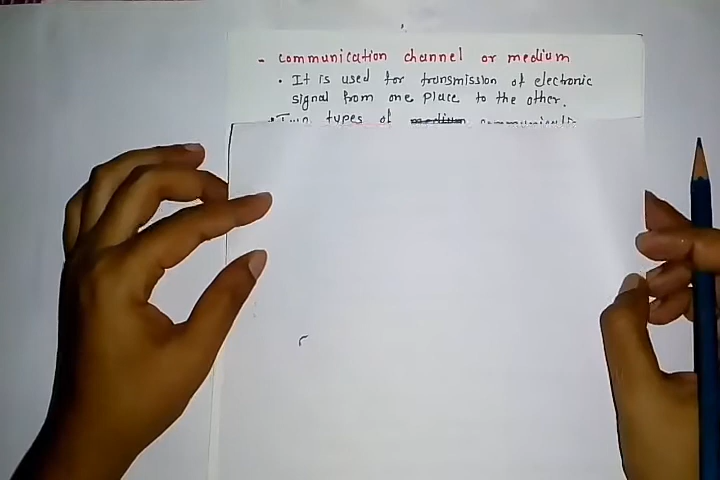 - Communication channel or medium
• It is used for transmission of electronic
signal from one place to the other.
• Two types of